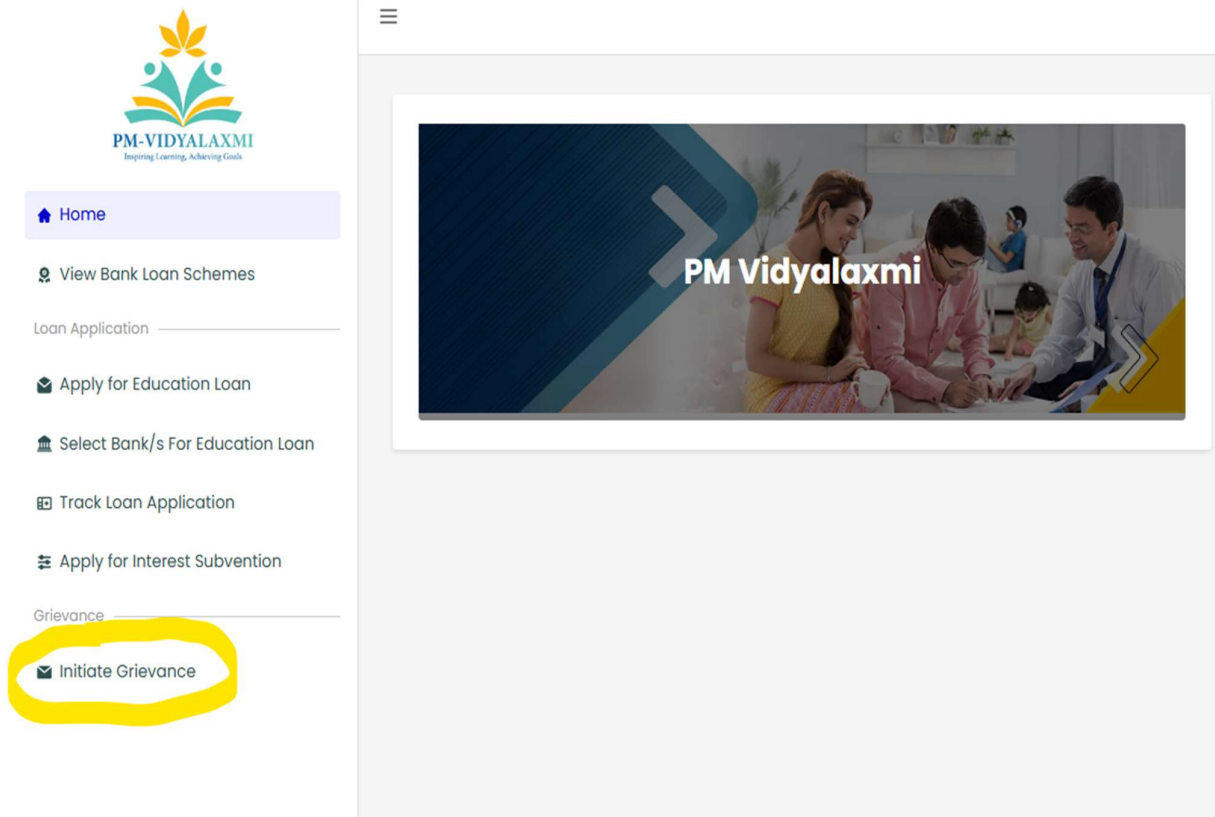 PM-VIDYALAXMI
Inspiring Learning, Achieving Goals
Home
View Bank Loan Schemes
Loan Application
Apply for Education Loan
Select Bank/s For Education Loan
Track Loan Application
Apply for Interest Subvention
Grievance
Initiate Grievance
PM Vidyalaxmi